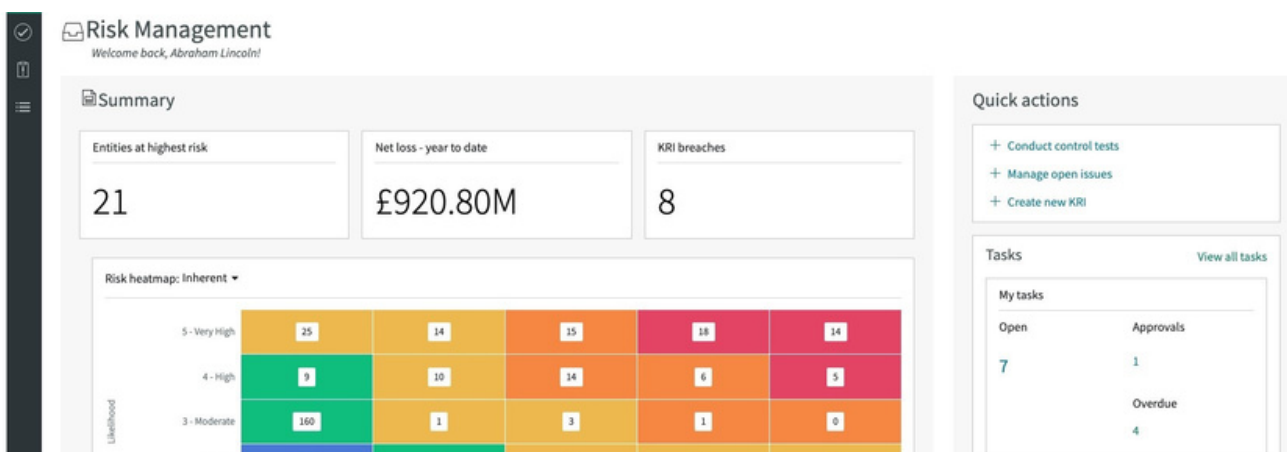 Risk Management
Welcome back, Abraham Lincoln!
Summary
Entities at highest risk
21
Net loss - year to date
£920.80M
KRI breaches
8
Risk heatmap: Inherent
Likelihood
5 - Very High 25 14 15 18 14
4 - High 9 10 14 6 5
3 - Moderate 160 1 3 1 0
Quick actions
+ Conduct control tests
+ Manage open issues
+ Create new KRI
Tasks View all tasks
My tasks
Open
7
Approvals
1
Overdue
4